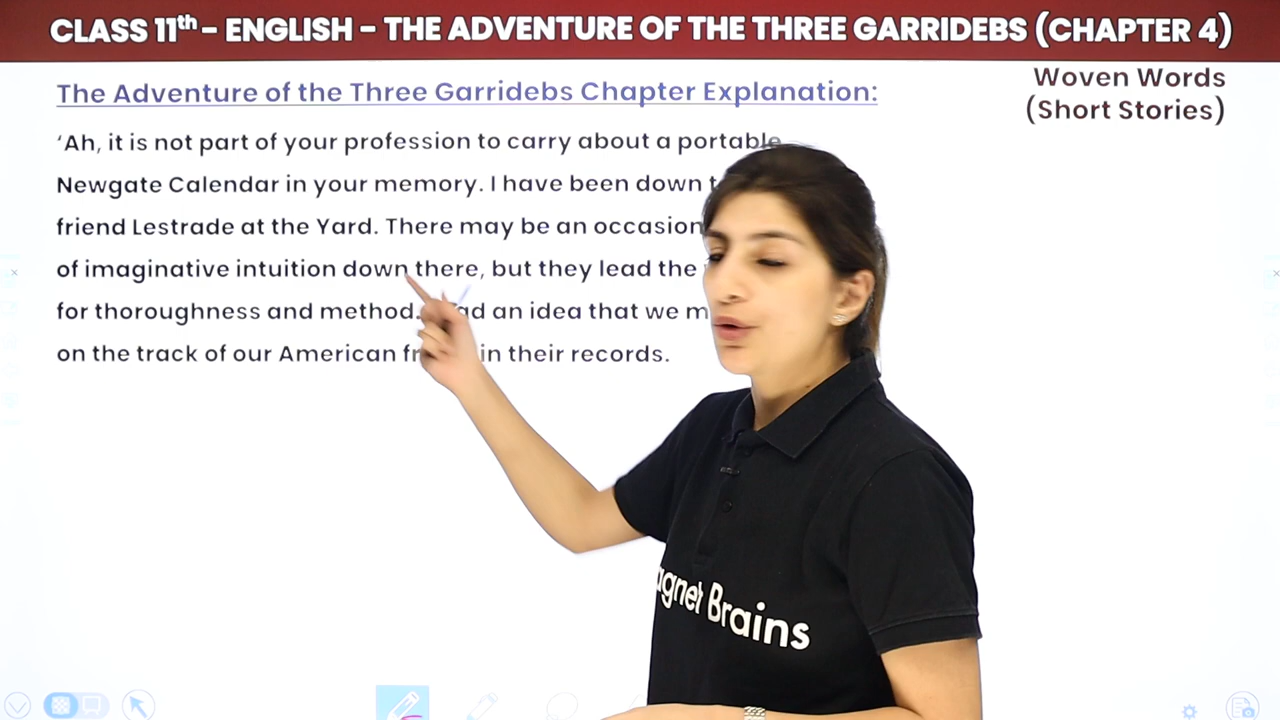 CLASS 11th - ENGLISH - THE ADVENTURE OF THE THREE GARRIDEBS (CHAPTER 4)
The Adventure of the Three Garridebs Chapter Explanation:
Woven Words
(Short Stories)
‘Ah, it is not part of your profession to carry about a portable
Newgate Calendar in your memory. I have been down
friend Lestrade at the Yard. There may be an occasion
of imaginative intuition down there, but they lead the
for thoroughness and method. an idea that we
on the track of our American in their records.
Brains